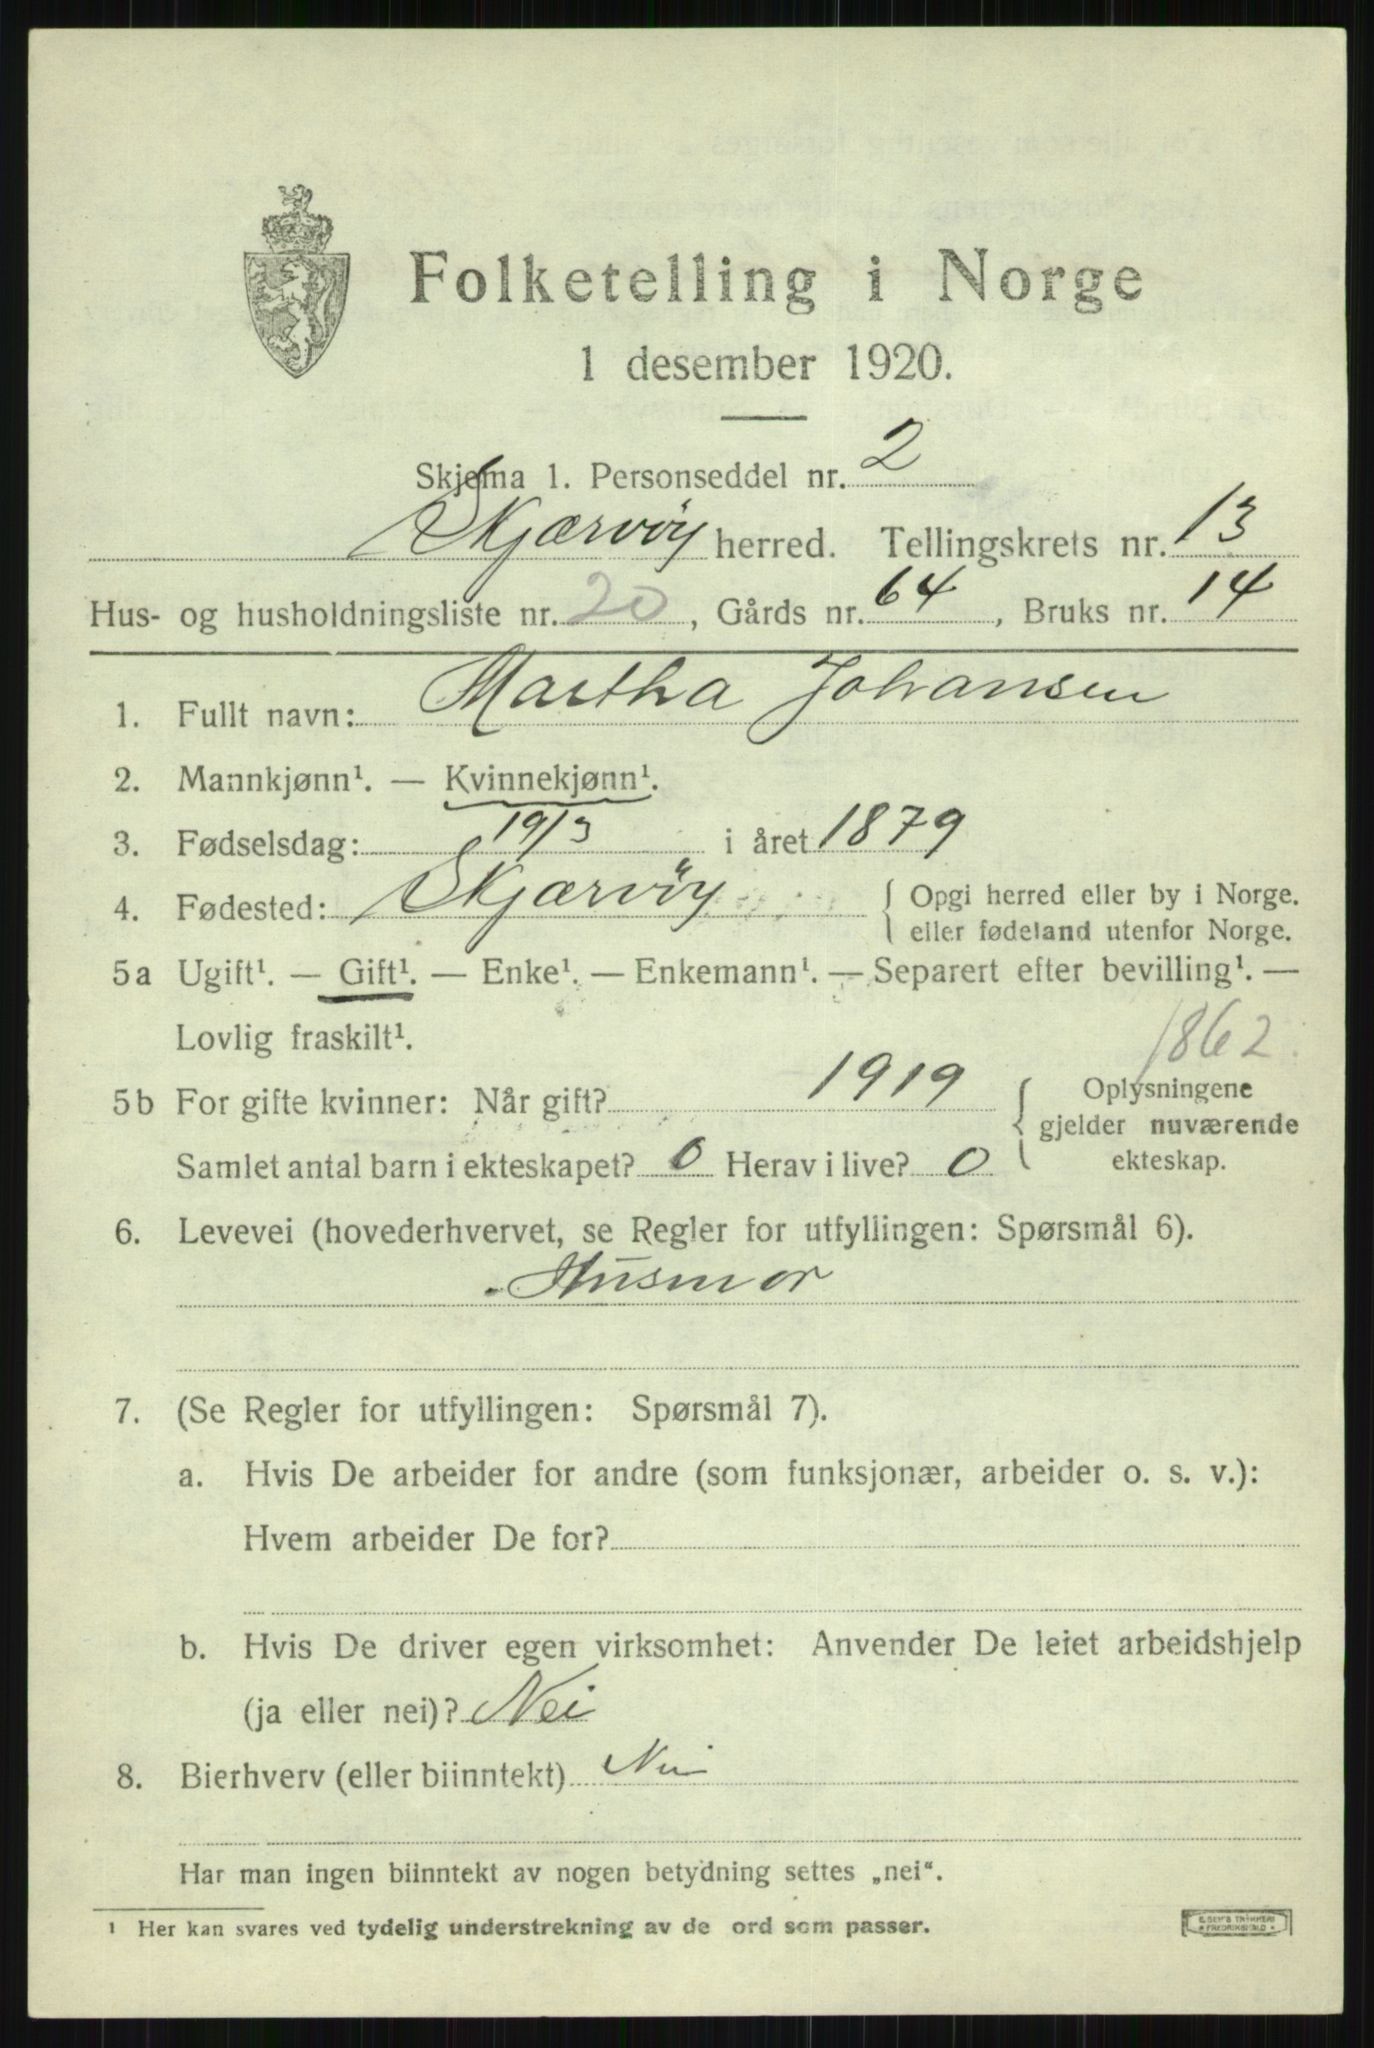 Folketelling i Norge
1 desember 1920.
Skjema 1. Personseddel nr. 2
Skjærvöy herred. Tellingskrets nr. 13
Hus- og husholdningsliste nr. 20, Gårds nr. 64, Bruks nr. 14
1. Fullt navn: Martha Johansen
2. Mannkjønn¹. — Kvinnekjønn¹.
3. Fødselsdag: 19/3 i året 1879
4. Fødested: Skjærvöy { Opgi herred eller by i Norge.
eller fødeland utenfor Norge.
5a Ugift¹. — Gift¹. — Enke¹. — Enkemann¹. — Separert efter bevilling¹. —
Lovlig fraskilt¹.
1862.
5b For gifte kvinner: Når gift? 1919 { Oplysningene
gjelder nuværende
ekteskap.
Samlet antal barn i ekteskapet? 0 Herav i live? 0
6. Levevei (hovederhvervet, se Regler for utfyllingen: Spørsmål 6).
Husmor
7. (Se Regler for utfyllingen: Spørsmål 7).
a. Hvis De arbeider for andre (som funksjonær, arbeider o. s. v.):
Hvem arbeider De for?
b. Hvis De driver egen virksomhet: Anvender De leiet arbeidshjelp
(ja eller nei)? Nei
8. Bierhverv (eller biinntekt) Nei
Har man ingen biinntekt av nogen betydning settes „nei“.
¹ Her kan svares ved tydelig understrekning av de ord som passer.